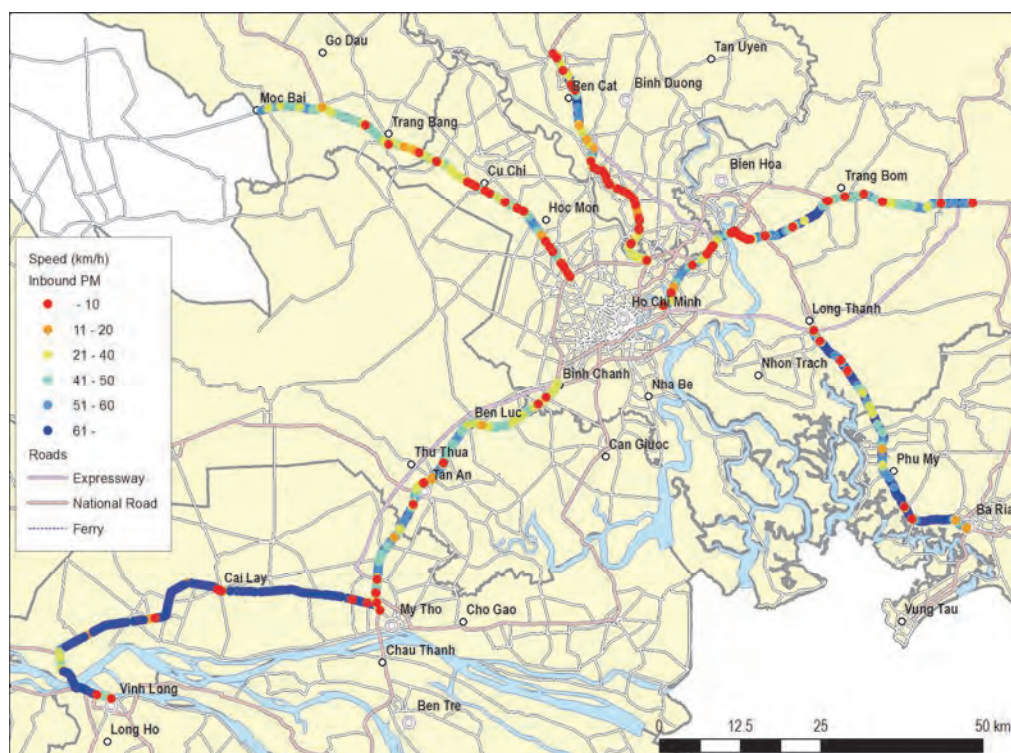 Go Dau
Tan Uyen
Ben Cat
Binh Duong
Moc Bai
Trang Bang
Bien Hoa
Cu Chi
Trang Bom
Hoc Mon
Speed (km/h)
Inbound PM
- 10
11 - 20
21 - 40
41 - 50
51 - 60
61 -
Roads
Expressway
National Road
Ferry
Ho Chi Minh
Long Thanh
Binh Chanh
Nha Be
Nhon Trach
Ben Luc
Thu Thua
Can Giuoc
Tan An
Phu My
Ba Ria
Cai Lay
My Tho
Cho Gao
Vung Tau
Chau Thanh
Vinh Long
Ben Tre
Long Ho
0 12.5 25 50 km